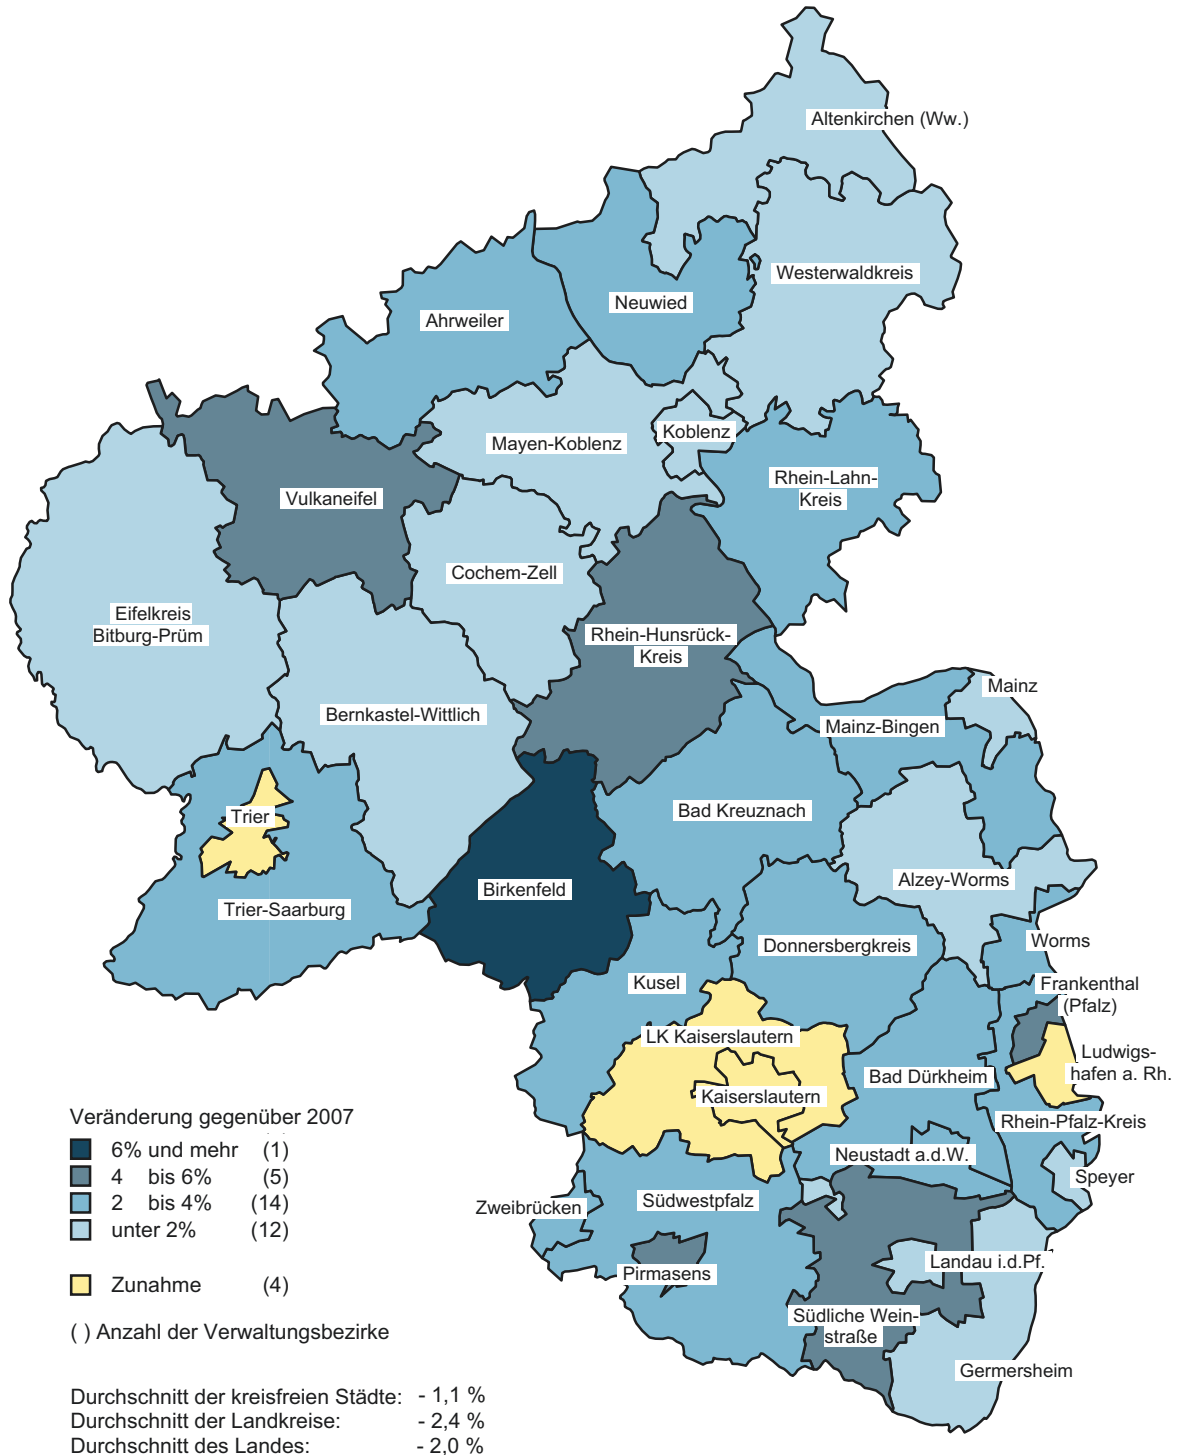 Altenkirchen (Ww.)
Westerwaldkreis
Neuwied
Ahrweiler
Koblenz
Mayen-Koblenz
Rhein-Lahn-
Kreis
Vulkaneifel
Cochem-Zell
Eifelkreis
Bitburg-Prüm
Rhein-Hunsrück-
Kreis
Mainz
Bernkastel-Wittlich
Mainz-Bingen
Trier
Bad Kreuznach
Alzey-Worms
Birkenfeld
Trier-Saarburg
Donnersbergkreis
Worms
Kusel
Frankenthal
(Pfalz)
LK Kaiserslautern
Ludwigs-
hafen a. Rh.
Bad Dürkheim
Kaiserslautern
Rhein-Pfalz-Kreis
Neustadt a.d.W.
Speyer
Südwestpfalz
Zweibrücken
Landau i.d.Pf.
Pirmasens
Südliche Wein-
straße
Germersheim
Veränderung gegenüber 2007
6% und mehr (1)
4 bis 6% (5)
2 bis 4% (14)
unter 2% (12)
Zunahme (4)
( ) Anzahl der Verwaltungsbezirke
Durchschnitt der kreisfreien Städte: - 1,1 %
Durchschnitt der Landkreise: - 2,4 %
Durchschnitt des Landes: - 2,0 %